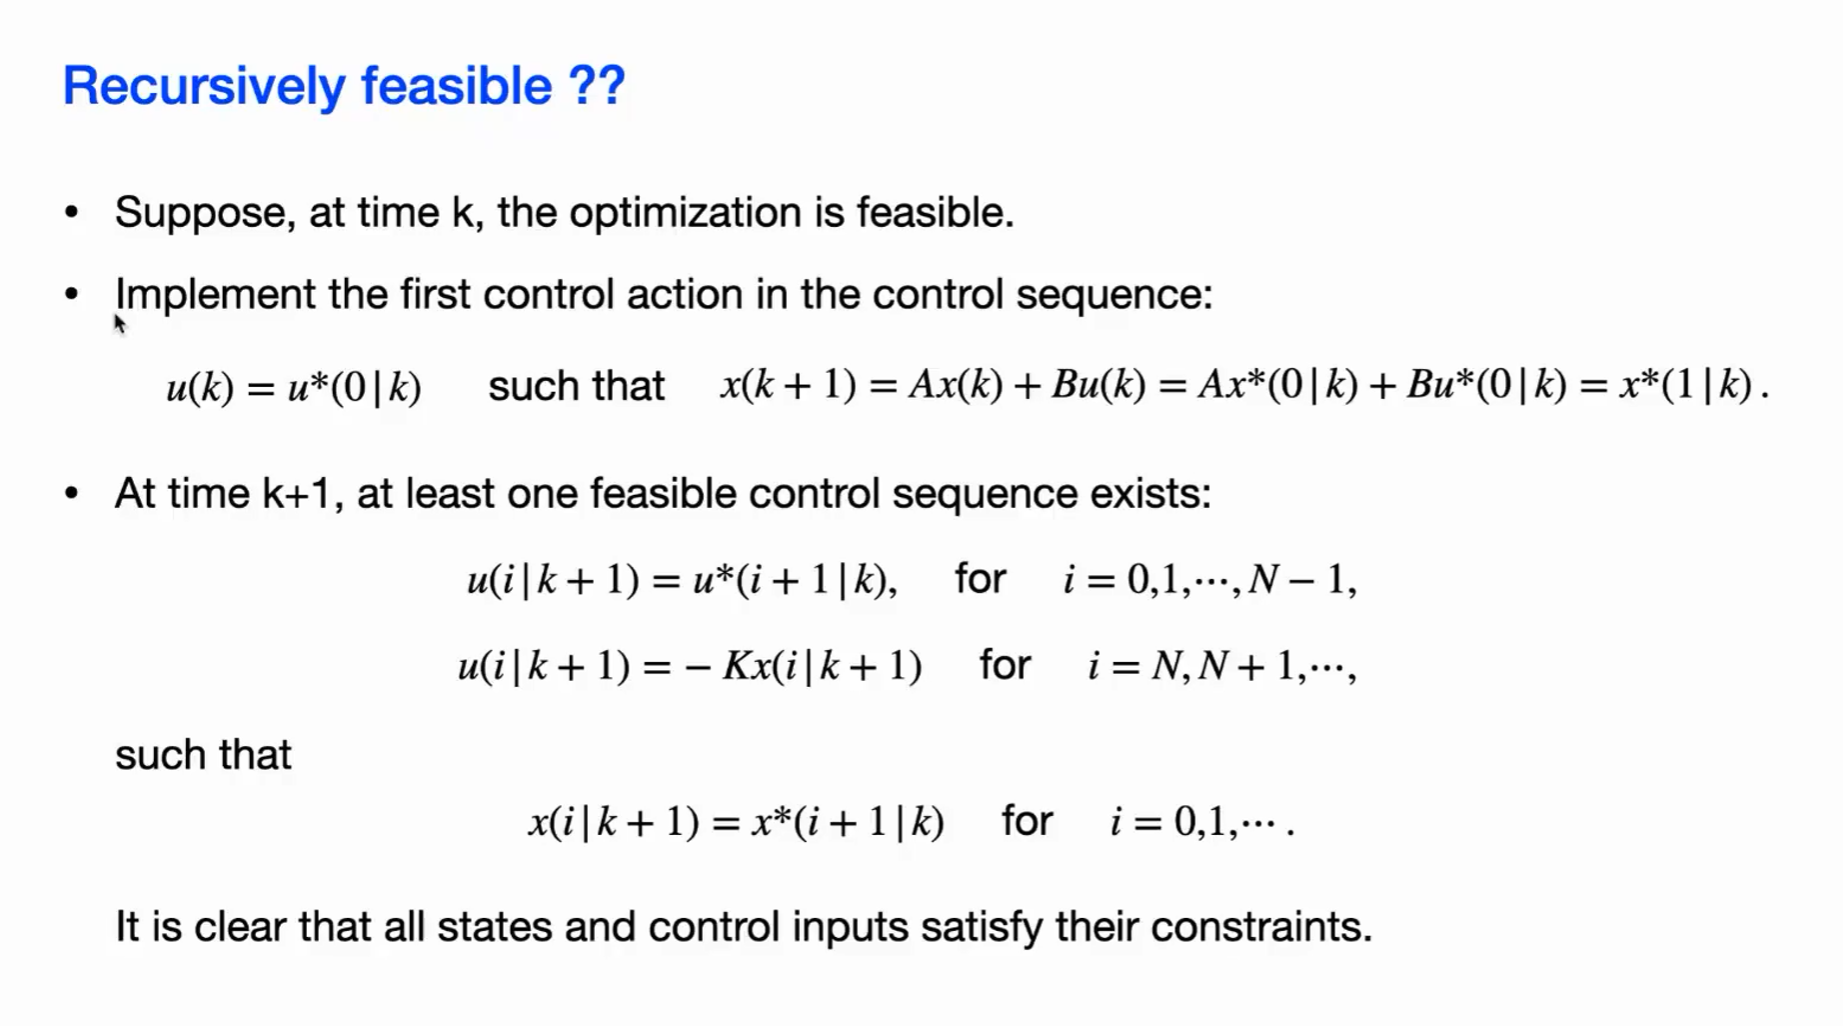 Recursively feasible ??
• Suppose, at time k, the optimization is feasible.
• Implement the first control action in the control sequence:
u(k) = u*(0|k) such that x(k + 1) = Ax(k) + Bu(k) = Ax*(0|k) + Bu*(0|k) = x*(1|k).
• At time k+1, at least one feasible control sequence exists:
u(i|k + 1) = u*(i + 1|k), for i = 0,1,⋯,N − 1,
u(i|k + 1) = − Kx(i|k + 1) for i = N, N + 1,⋯,
such that
x(i|k + 1) = x*(i + 1|k) for i = 0,1,⋯.
It is clear that all states and control inputs satisfy their constraints.